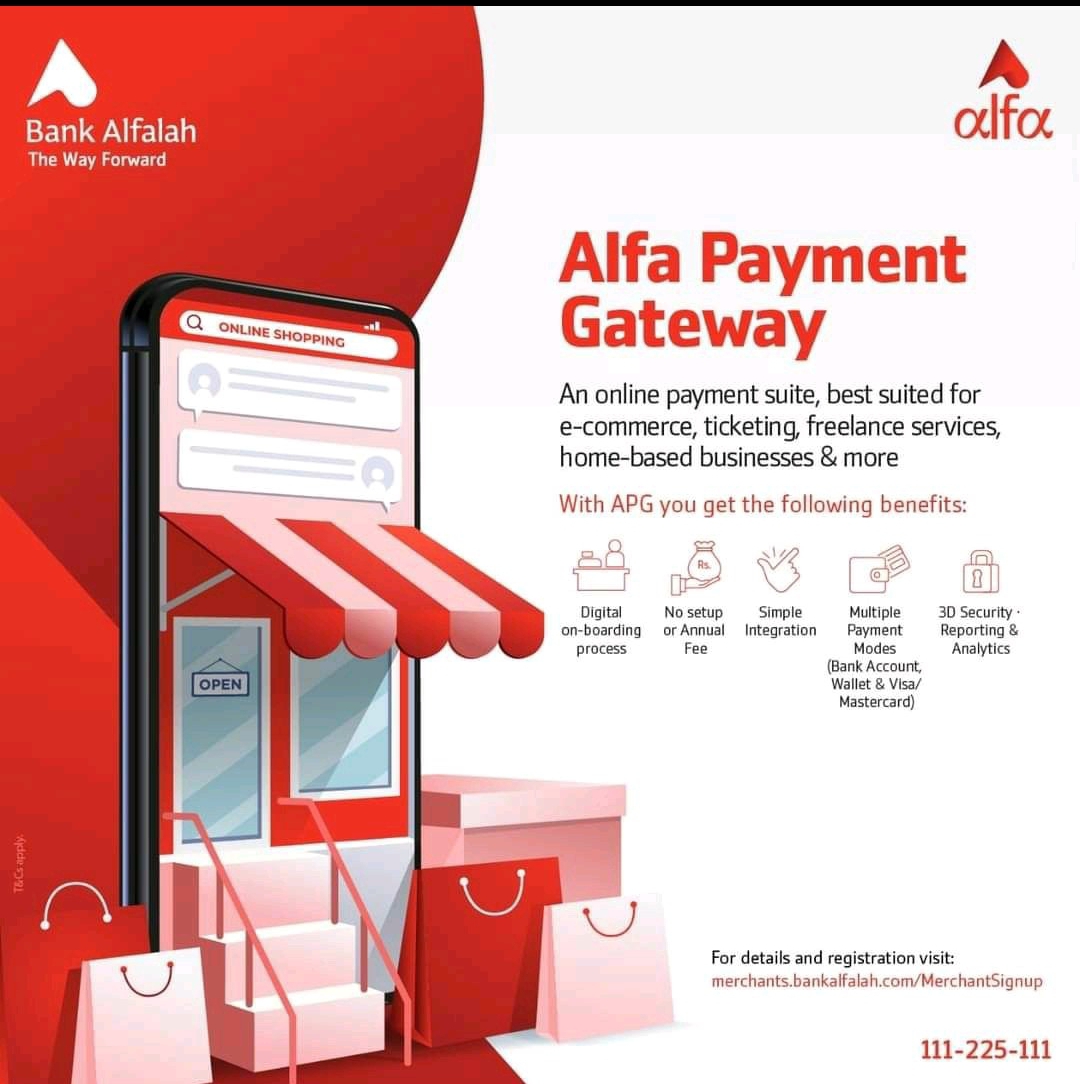 Bank Alfalah
The Way Forward
alfa
ONLINE SHOPPING
OPEN
Alfa Payment
Gateway
An online payment suite, best suited for
e-commerce, ticketing, freelance services,
home-based businesses & more
With APG you get the following benefits:
Rs.
Digital
on-boarding
process
No setup
or Annual
Fee
Simple
Integration
Multiple
Payment
Modes
(Bank Account,
Wallet & Visa/
Mastercard)
3D Security ·
Reporting &
Analytics
T&Cs apply.
For details and registration visit:
merchants.bankalfalah.com/MerchantSignup
111-225-111